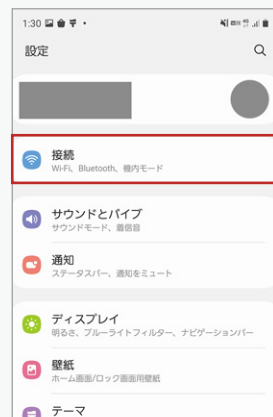 1:30
設定
接続
Wi-Fi、Bluetooth、機内モード
サウンドとバイブ
サウンドモード、着信音
通知
ステータスバー、通知をミュート
ディスプレイ
明るさ、ブルーライトフィルター、ナビゲーションバー
壁紙
ホーム画面/ロック画面用壁紙
テーマ